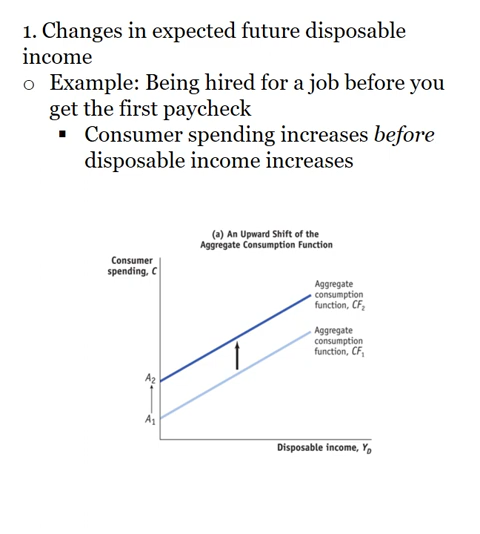 1. Changes in expected future disposable
income
o Example: Being hired for a job before you
get the first paycheck
▪ Consumer spending increases before
disposable income increases
(a) An Upward Shift of the
Aggregate Consumption Function
Consumer
spending, C
Aggregate
consumption
function, CF₂
Aggregate
consumption
function, CF₁
A₂
A₁
Disposable income, Y_D